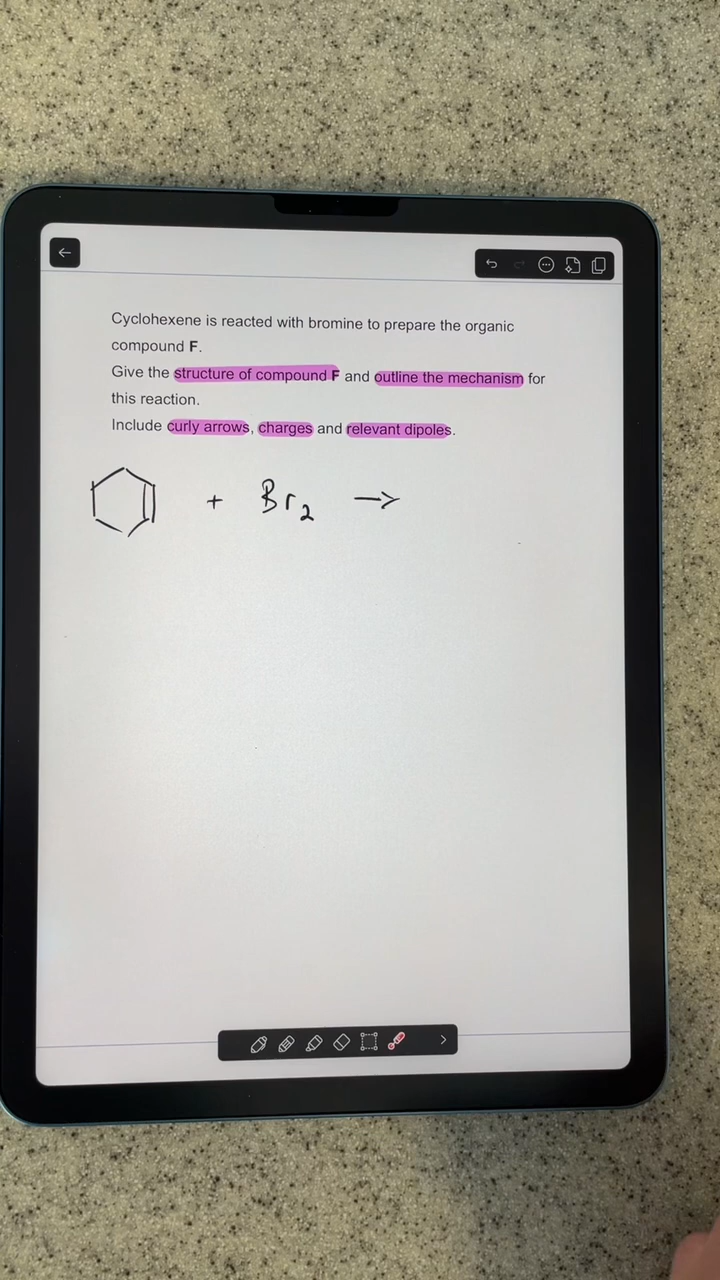 Cyclohexene is reacted with bromine to prepare the organic
compound F.
Give the structure of compound F and outline the mechanism for
this reaction.
Include curly arrows, charges and relevant dipoles.
+ Br₂ →